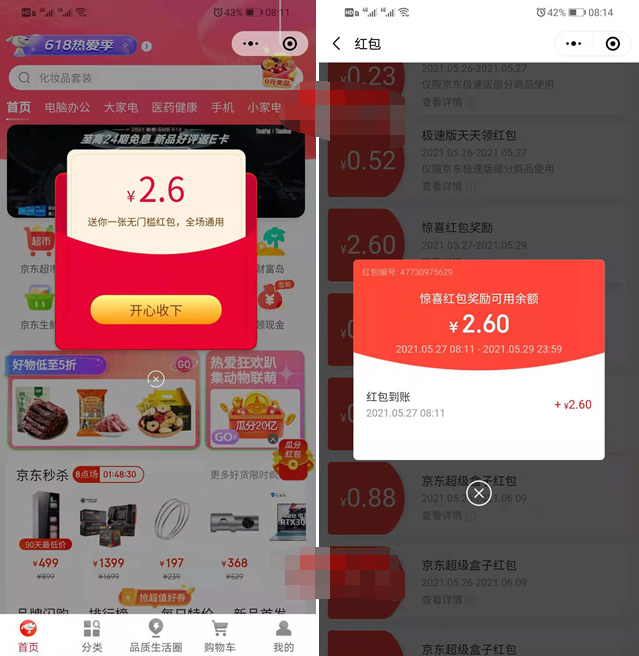 43% 08:11
618热爱季
化妆品套装
0元奖品
首页 电脑办公 大家电 医药健康 手机 小家电
2021·智慧·GMS 618 ThinkPad ThinkBook
至高24期免息 新品好评返E卡
¥2.6
送你一张无门槛红包，全场通用
开心收下
超市
京东超市
财富岛
签到
京东生鲜
领现金
好物低至5折
GO
热爱狂欢趴
集动物联萌
瓜分20亿
GO
瓜分
红包
京东秒杀 8点场 01:48:30
更多好货限时疯
90天最低价
RTX30
¥499 ¥1399 ¥197 ¥368
¥899 ¥1699 ¥239 ¥529
抢超值好券
品牌闪购 排行榜 每日特价 新品首发
首页 分类 品质生活圈 购物车 我的
42% 08:14
红包
¥0.23
2021.05.26-2021.05.27
仅限京东极速版部分商品使用
查看详情
¥0.52
极速版天天领红包
2021.05.26-2021.05.27
仅限京东极速版部分商品使用
查看详情
¥2.60
惊喜红包奖励
2021.05.27-2021.05.29
红包编号: 47730975629
惊喜红包奖励可用余额
¥2.60
2021.05.27 08:11 - 2021.05.29 23:59
红包到账
2021.05.27 08:11
+ ¥2.60
¥0.88
京东超级盒子红包
2021.05.26-2021.06.09
查看详情
京东超级盒子红包
2021.05.26-2021.06.09
查看详情
京东超级盒子红包